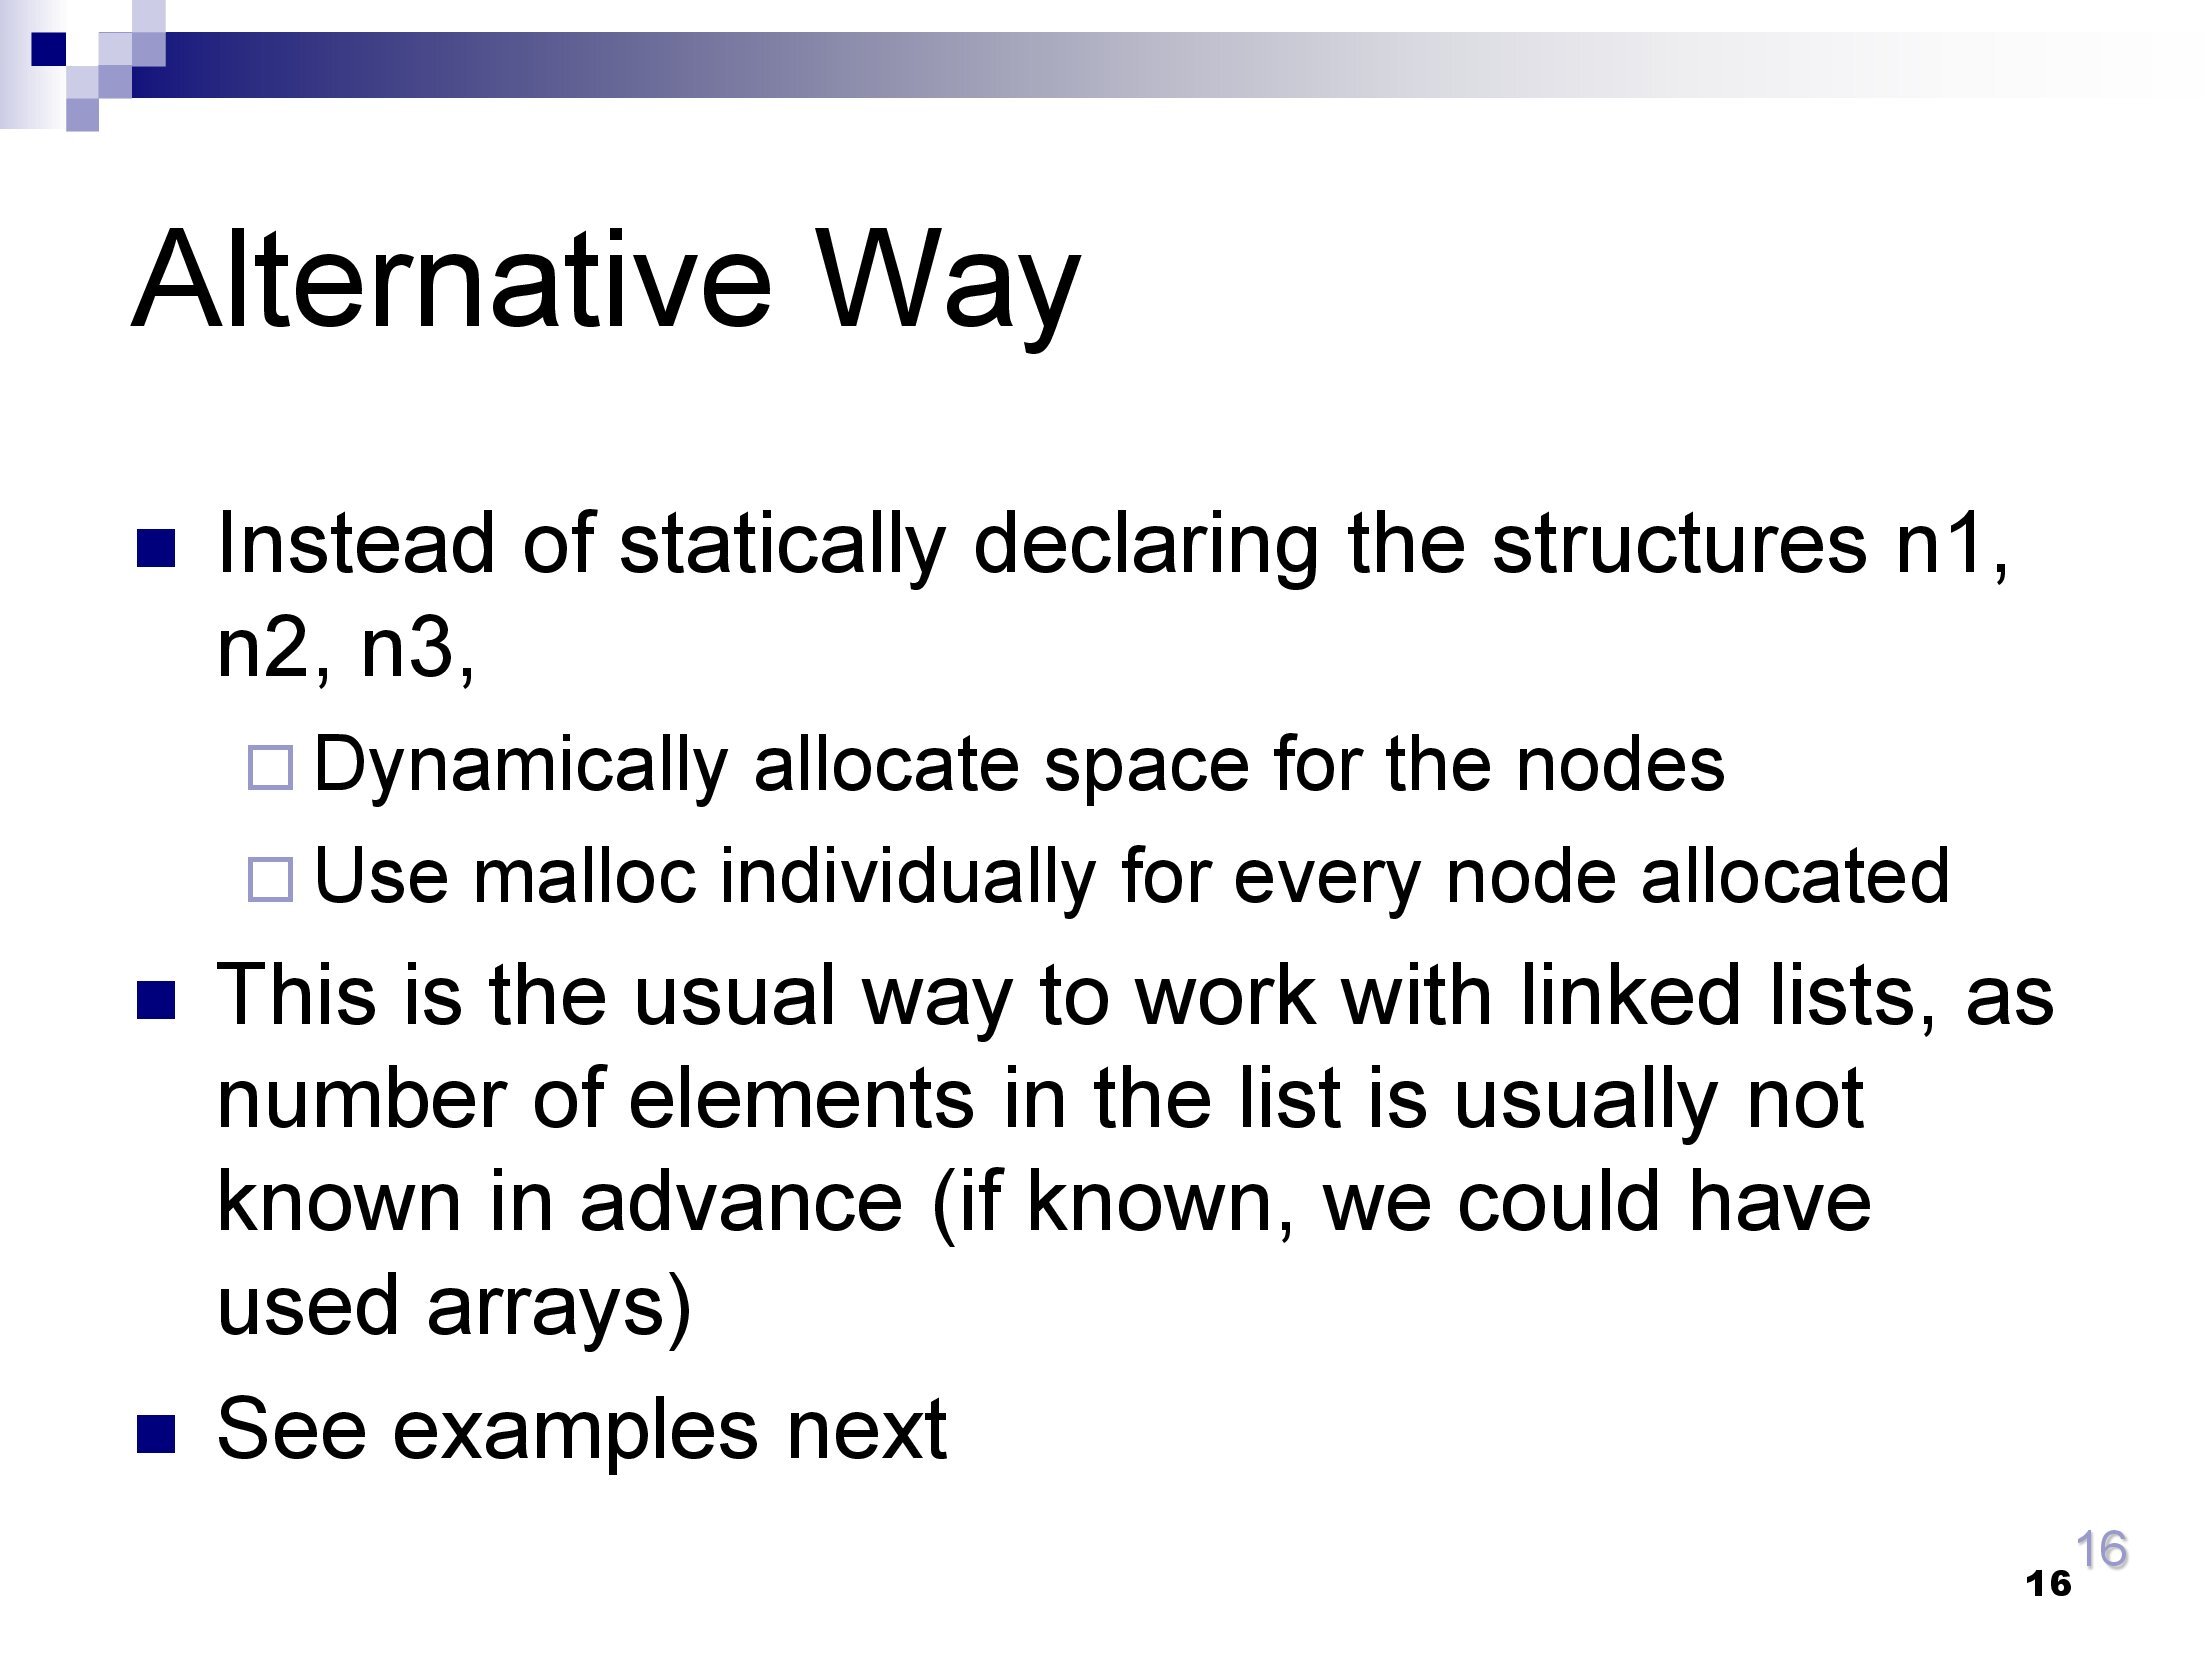 Alternative Way
Instead of statically declaring the structures n1,
n2, n3,
Dynamically allocate space for the nodes
Use malloc individually for every node allocated
This is the usual way to work with linked lists, as
number of elements in the list is usually not
known in advance (if known, we could have
used arrays)
See examples next
16
16